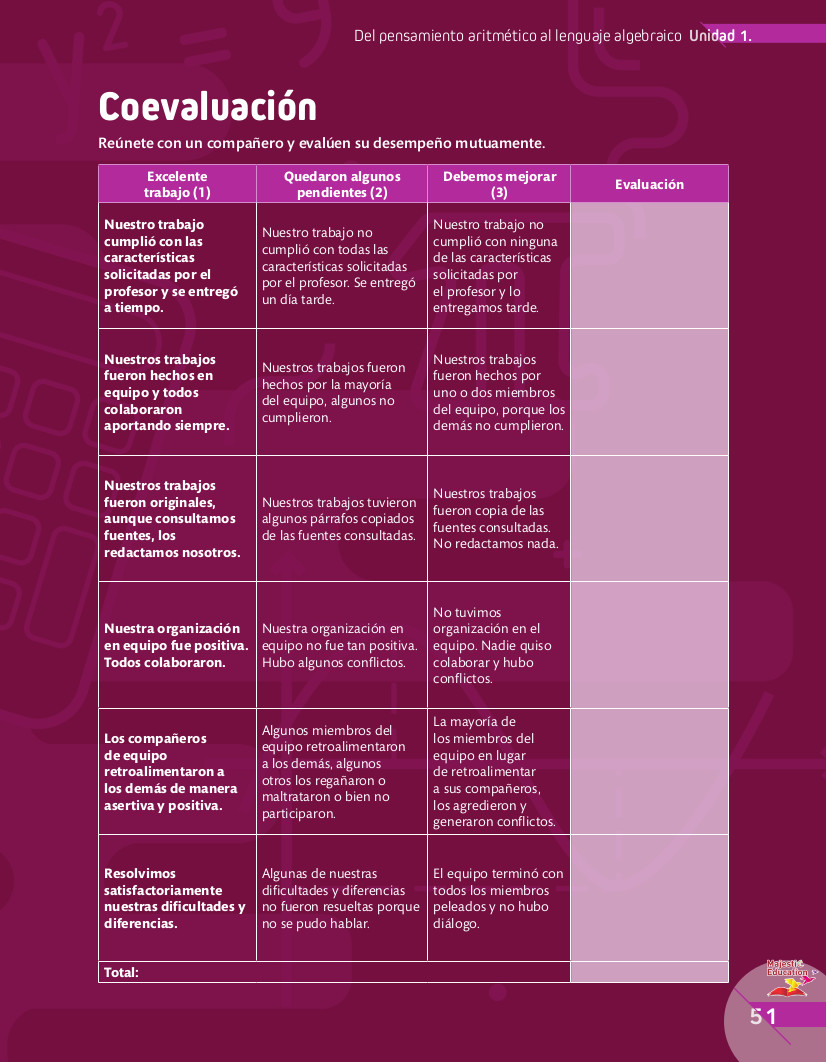 Del pensamiento aritmético al lenguaje algebraico Unidad 1.
y² = 9
Coevaluación
Reúnete con un compañero y evalúen su desempeño mutuamente.
Excelente
trabajo (1)
Quedaron algunos
pendientes (2)
Debemos mejorar
(3)
Evaluación
Nuestro trabajo
cumplió con las
características
solicitadas por el
profesor y se entregó
a tiempo.
Nuestro trabajo no
cumplió con todas las
características solicitadas
por el profesor. Se entregó
un día tarde.
Nuestro trabajo no
cumplió con ninguna
de las características
solicitadas por
el profesor y lo
entregamos tarde.
Nuestros trabajos
fueron hechos en
equipo y todos
colaboraron
aportando siempre.
Nuestros trabajos fueron
hechos por la mayoría
del equipo, algunos no
cumplieron.
Nuestros trabajos
fueron hechos por
uno o dos miembros
del equipo, porque los
demás no cumplieron.
Nuestros trabajos
fueron originales,
aunque consultamos
fuentes, los
redactamos nosotros.
Nuestros trabajos tuvieron
algunos párrafos copiados
de las fuentes consultadas.
Nuestros trabajos
fueron copia de las
fuentes consultadas.
No redactamos nada.
Nuestra organización
en equipo fue positiva.
Todos colaboraron.
Nuestra organización en
equipo no fue tan positiva.
Hubo algunos conflictos.
No tuvimos
organización en el
equipo. Nadie quiso
colaborar y hubo
conflictos.
Los compañeros
de equipo
retroalimentaron a
los demás de manera
asertiva y positiva.
Algunos miembros del
equipo retroalimentaron
a los demás, algunos
otros los regañaron o
maltrataron o bien no
participaron.
La mayoría de
los miembros del
equipo en lugar
de retroalimentar
a sus compañeros,
los agredieron y
generaron conflictos.
Resolvimos
satisfactoriamente
nuestras dificultades y
diferencias.
Algunas de nuestras
dificultades y diferencias
no fueron resueltas porque
no se pudo hablar.
El equipo terminó con
todos los miembros
peleados y no hubo
diálogo.
Total:
Majestic
Education
51